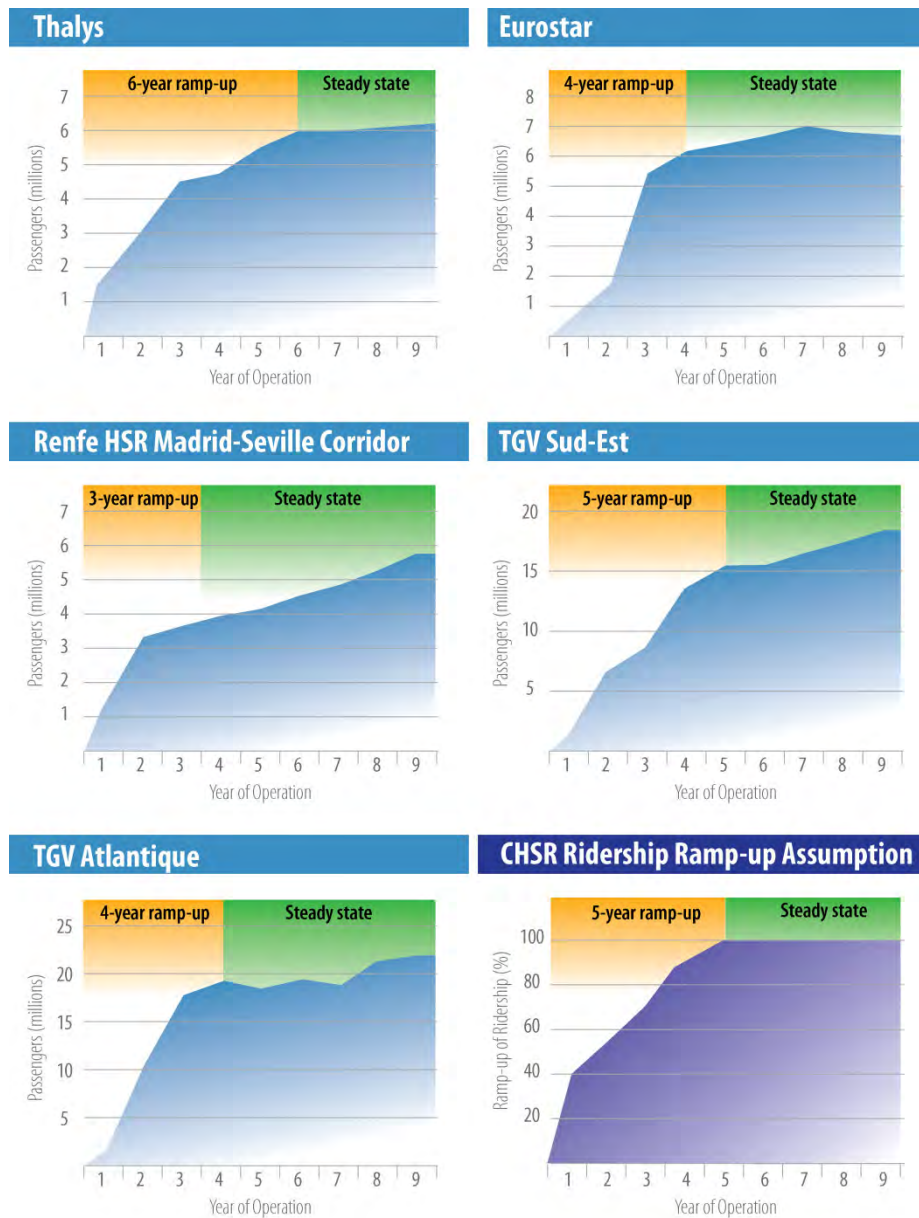 Thalys
6-year ramp-up
Steady state
7
6
5
4
3
2
1
Passengers (millions)
1 2 3 4 5 6 7 8 9
Year of Operation
Eurostar
4-year ramp-up
Steady state
8
7
6
5
4
3
2
1
Passengers (millions)
1 2 3 4 5 6 7 8 9
Year of Operation
Renfe HSR Madrid-Seville Corridor
3-year ramp-up
Steady state
7
6
5
4
3
2
1
Passengers (millions)
1 2 3 4 5 6 7 8 9
Year of Operation
TGV Sud-Est
5-year ramp-up
Steady state
20
15
10
5
Passengers (millions)
1 2 3 4 5 6 7 8 9
Year of Operation
TGV Atlantique
4-year ramp-up
Steady state
25
20
15
10
5
Passengers (millions)
1 2 3 4 5 6 7 8 9
Year of Operation
CHSR Ridership Ramp-up Assumption
5-year ramp-up
Steady state
100
80
60
40
20
Ramp-up of Ridership (%)
1 2 3 4 5 6 7 8 9
Year of Operation